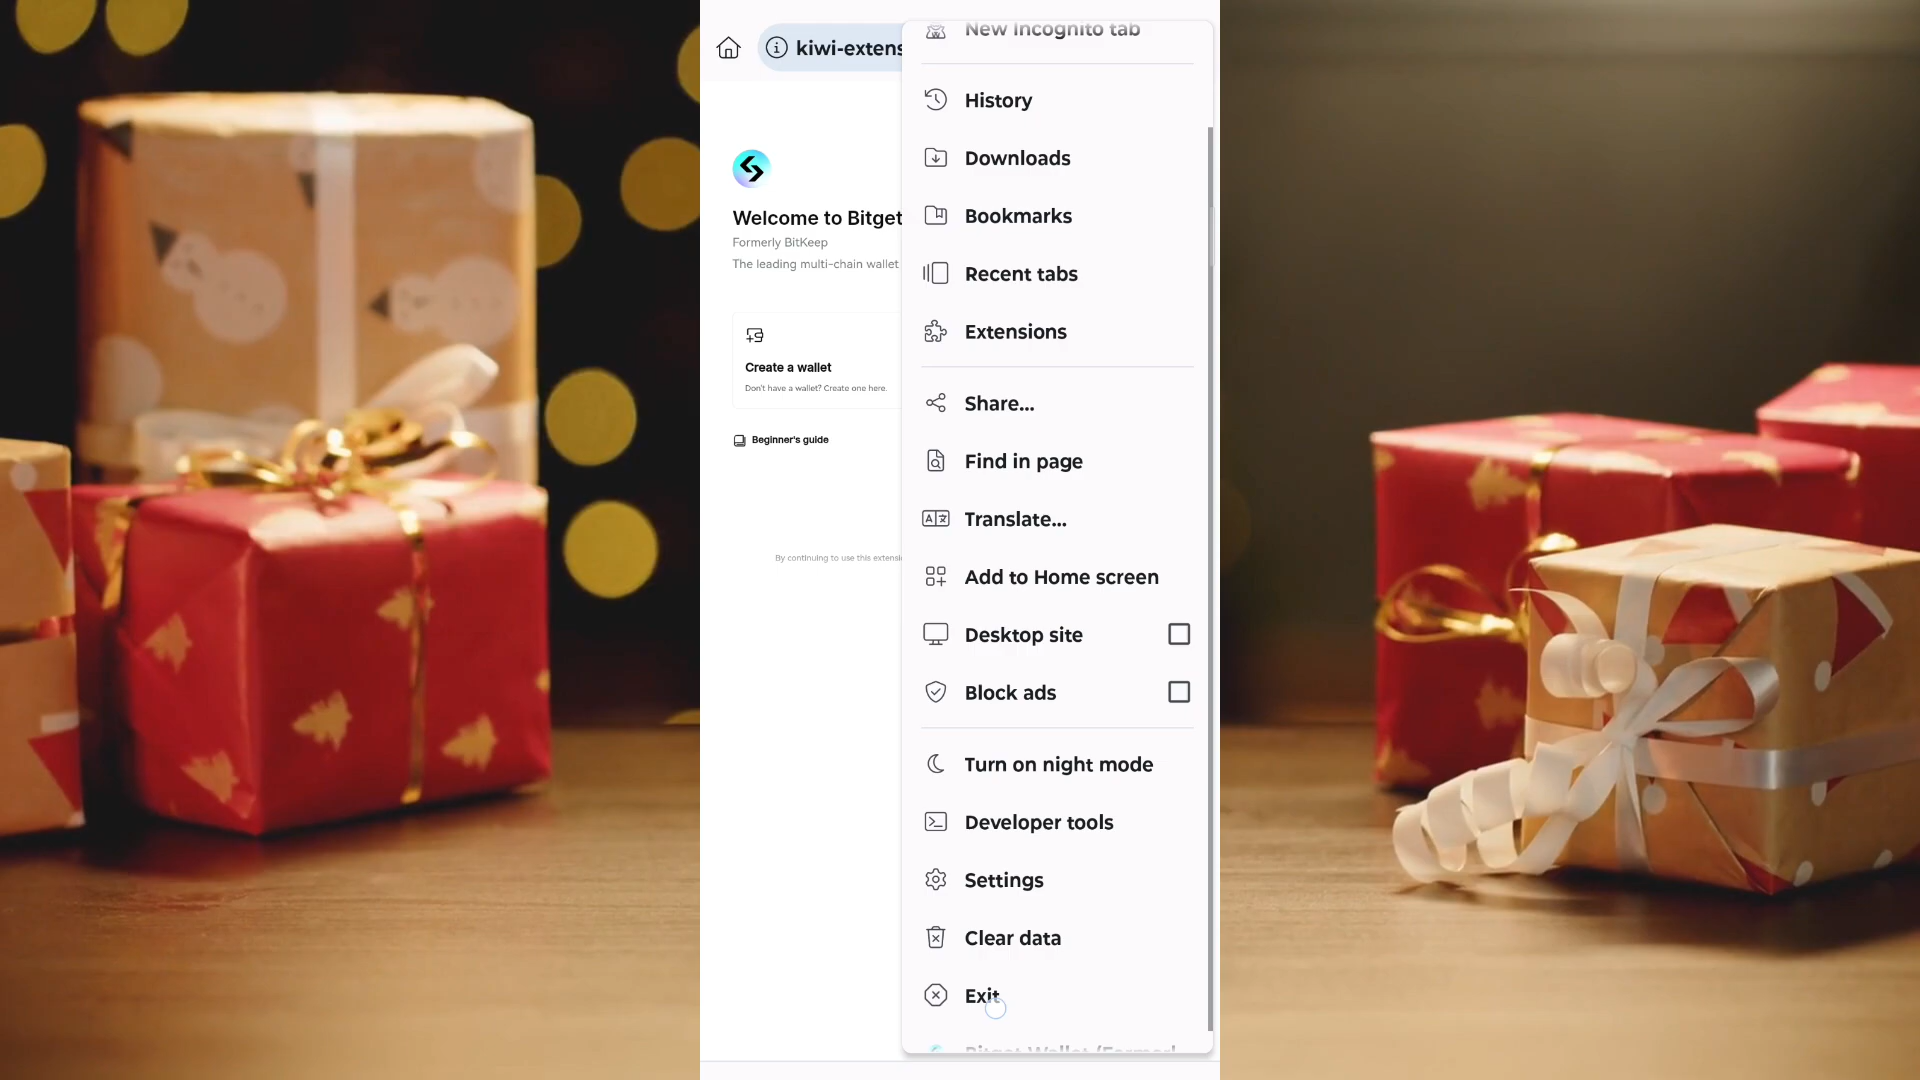 kiwi-extens
Welcome to Bitget
Formerly BitKeep
The leading multi-chain wallet
Create a wallet
Don't have a wallet? Create one here.
Beginner's guide
By continuing to use this extensi
New Incognito tab
History
Downloads
Bookmarks
Recent tabs
Extensions
Share...
Find in page
Translate...
Add to Home screen
Desktop site
Block ads
Turn on night mode
Developer tools
Settings
Clear data
Exit
Bitget Wallet (Formerl